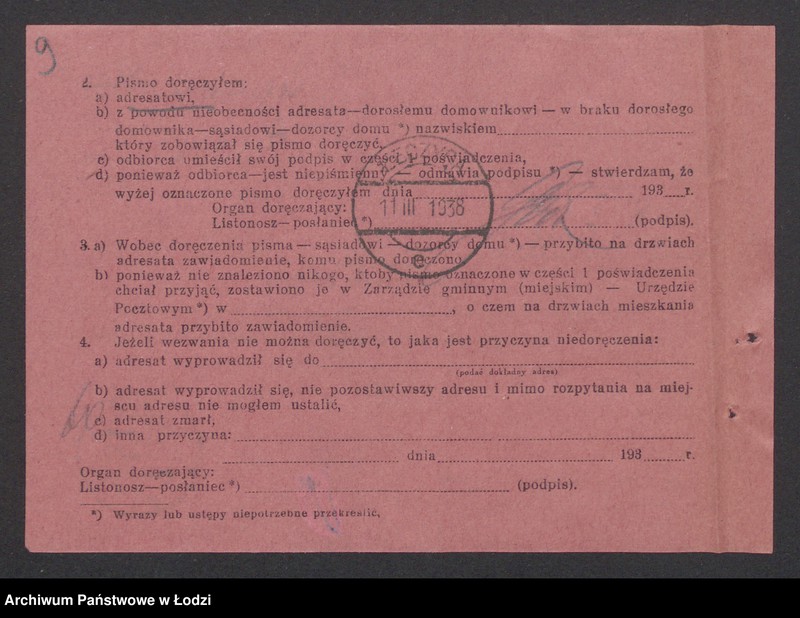 9
2. Pismo doręczyłem:
a) adresatowi,
b) z powodu nieobecności adresata—dorosłemu domownikowi — w braku dorosłego
domownika—sąsiadowi—dozorcy domu *) nazwiskiem
który zobowiązał się pismo doręczyć,
c) odbiorca umieścił swój podpis w części 1 poświadczenia,
d) ponieważ odbiorca—jest niepiśmienny — odmawia podpisu *) — stwierdzam, że
wyżej oznaczone pismo doręczyłem dnia 193 r.
Organ doręczający:
Listonosz—posłaniec *) (podpis).
11 III 1938
3. a) Wobec doręczenia pisma — sąsiadowi — dozorcy domu *) — przybito na drzwiach
adresata zawiadomienie, komu pismo doręczono.
b) ponieważ nie znaleziono nikogo, ktoby pismo oznaczone w części 1 poświadczenia
chciał przyjąć, zostawiono je w Zarządzie gminnym (miejskim) — Urzędzie
Pocztowym *) w , o czem na drzwiach mieszkania
adresata przybito zawiadomienie.
4. Jeżeli wezwania nie można doręczyć, to jaka jest przyczyna niedoręczenia:
a) adresat wyprowadził się do
(podać dokładny adres)
b) adresat wyprowadził się, nie pozostawiwszy adresu i mimo rozpytania na miej-
scu adresu nie mogłem ustalić,
c) adresat zmarł,
d) inna przyczyna:
dnia 193 r.
Organ doręczający:
Listonosz—posłaniec *) (podpis).
*) Wyrazy lub ustępy niepotrzebne przekreślić,
Archiwum Państwowe w Łodzi